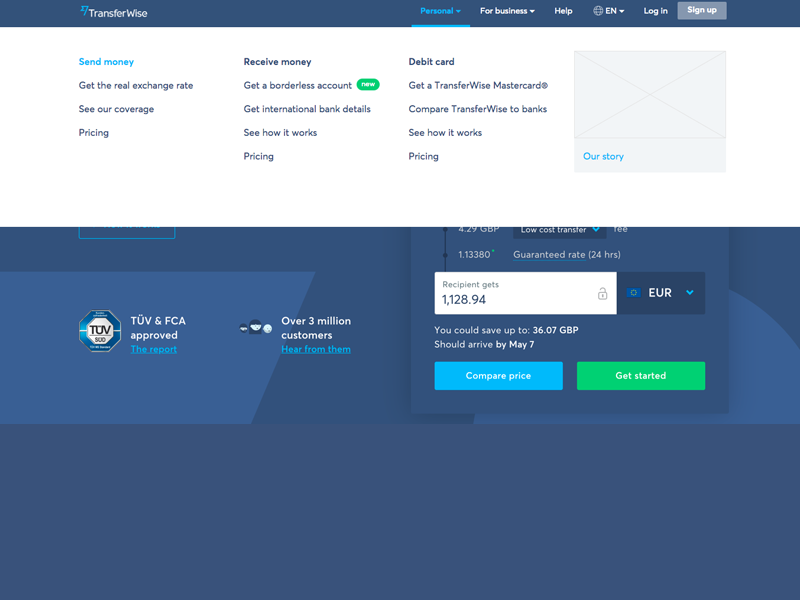 TransferWise
Personal
For business
Help
EN
Log in
Sign up
Send money
Get the real exchange rate
See our coverage
Pricing
Receive money
Get a borderless account new
Get international bank details
See how it works
Pricing
Debit card
Get a TransferWise Mastercard®
Compare TransferWise to banks
See how it works
Pricing
Our story
4.29 GBP Low cost transfer fee
1.13380* Guaranteed rate (24 hrs)
Recipient gets
1,128.94
EUR
You could save up to: 36.07 GBP
Should arrive by May 7
Compare price
Get started
TÜV
SÜD
TÜV & FCA
approved
The report
Over 3 million
customers
Hear from them